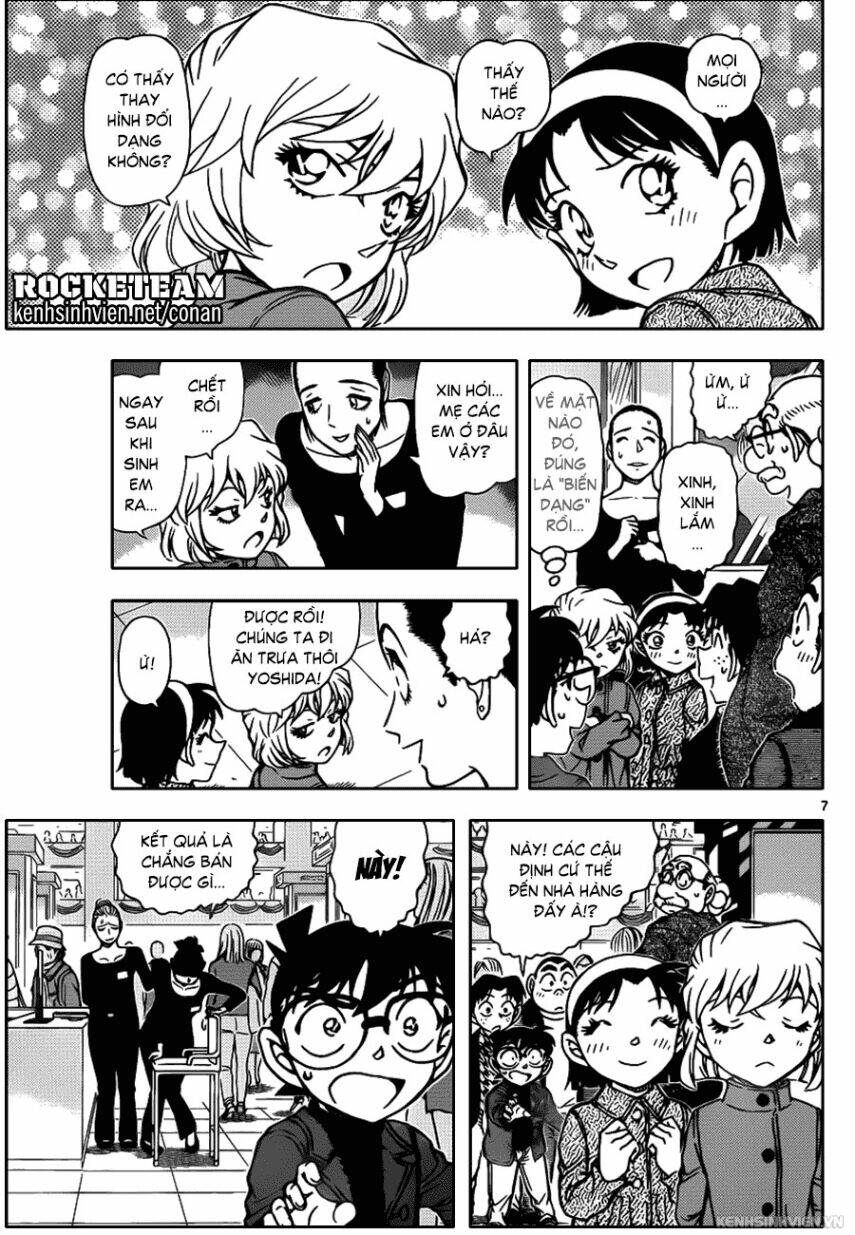 MỌI
NGƯỜI
...
THẤY
THẾ
NÀO?
CÓ THẤY
THAY
HÌNH ĐỔI
DẠNG
KHÔNG?
ROCKETEAM
kenhsinhvien.net/conan
ỪM, Ừ
Ừ...
XINH,
XINH
LẮM
...
VỀ MẶT
NÀO
ĐÓ,
ĐÚNG
LÀ "BIẾN
DẠNG"
RỒI...
XIN HỎI...
MẸ CÁC
EM Ở ĐÂU
VẬY?
CHẾT
RỒI
...
NGAY
SAU
KHI
SINH
EM
RA...
HẢ?
ĐƯỢC RỒI!
CHÚNG TA ĐI
ĂN TRƯA THÔI
YOSHIDA!
Ừ!
7
NÀY! CÁC CẬU
ĐỊNH CỨ THẾ
ĐẾN NHÀ HÀNG
ĐẤY À!?
NÀY!
KẾT QUẢ LÀ
CHẲNG BÁN
ĐƯỢC GÌ...
KENHSINHVIEN.VN